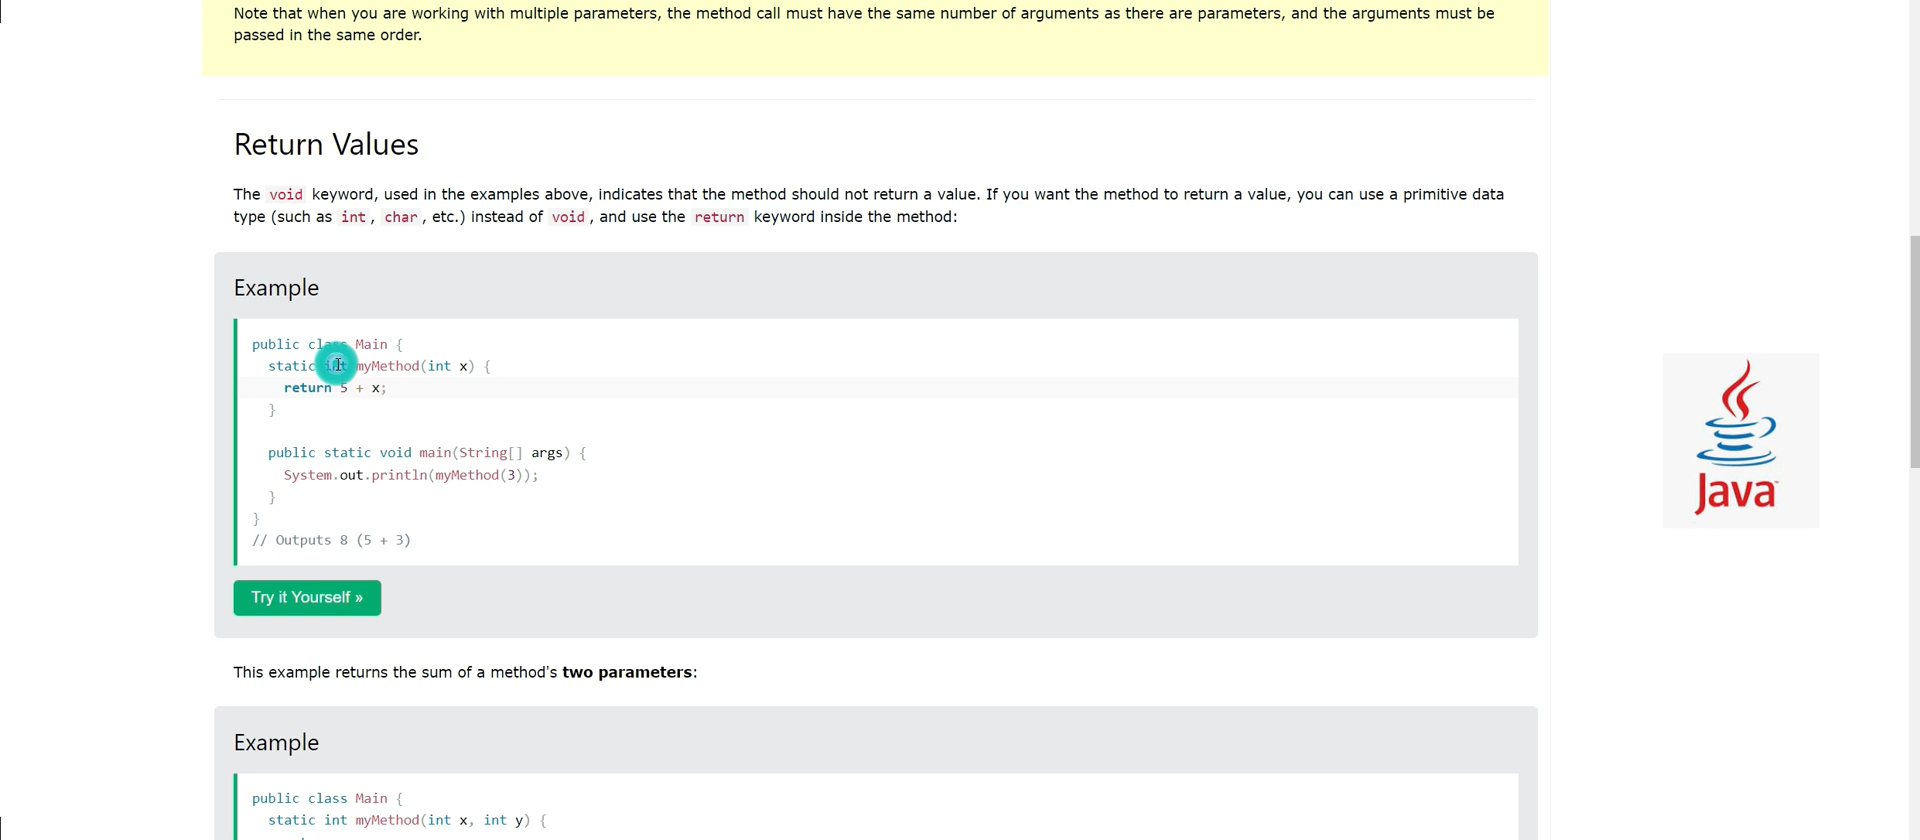 Note that when you are working with multiple parameters, the method call must have the same number of arguments as there are parameters, and the arguments must be
passed in the same order.
Return Values
The void keyword, used in the examples above, indicates that the method should not return a value. If you want the method to return a value, you can use a primitive data
type (such as int, char, etc.) instead of void, and use the return keyword inside the method:
Example
public class Main {
  static int myMethod(int x) {
    return 5 + x;
  }
  public static void main(String[] args) {
    System.out.println(myMethod(3));
  }
}
// Outputs 8 (5 + 3)
Try it Yourself »
Java™
This example returns the sum of a method's two parameters:
Example
public class Main {
  static int myMethod(int x, int y) {